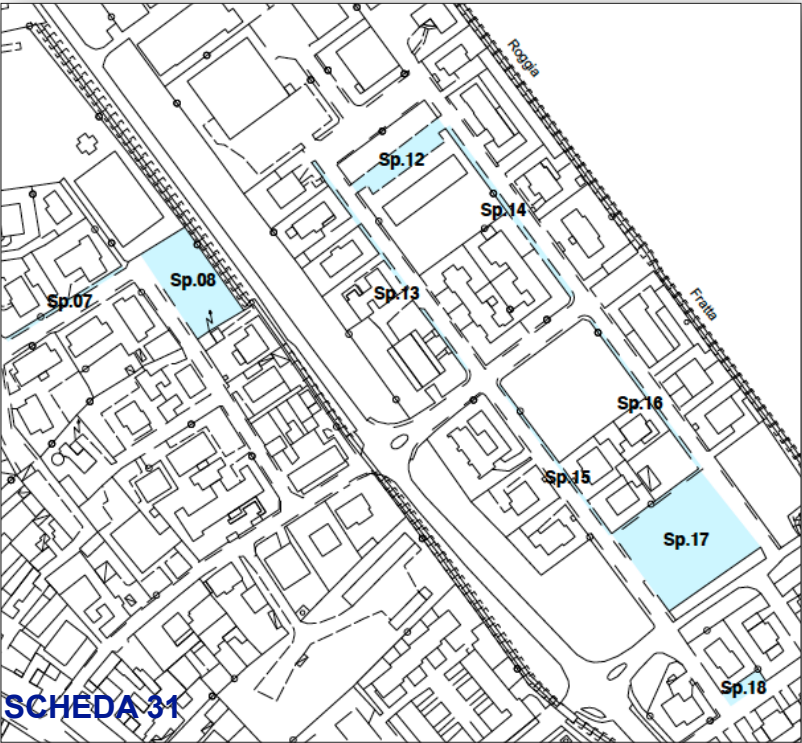 Roggia
Sp.12
Sp.14
Sp.08
Sp.07
Sp.13
Fratta
Sp.16
Sp.15
Sp.17
Sp.18
SCHEDA 31